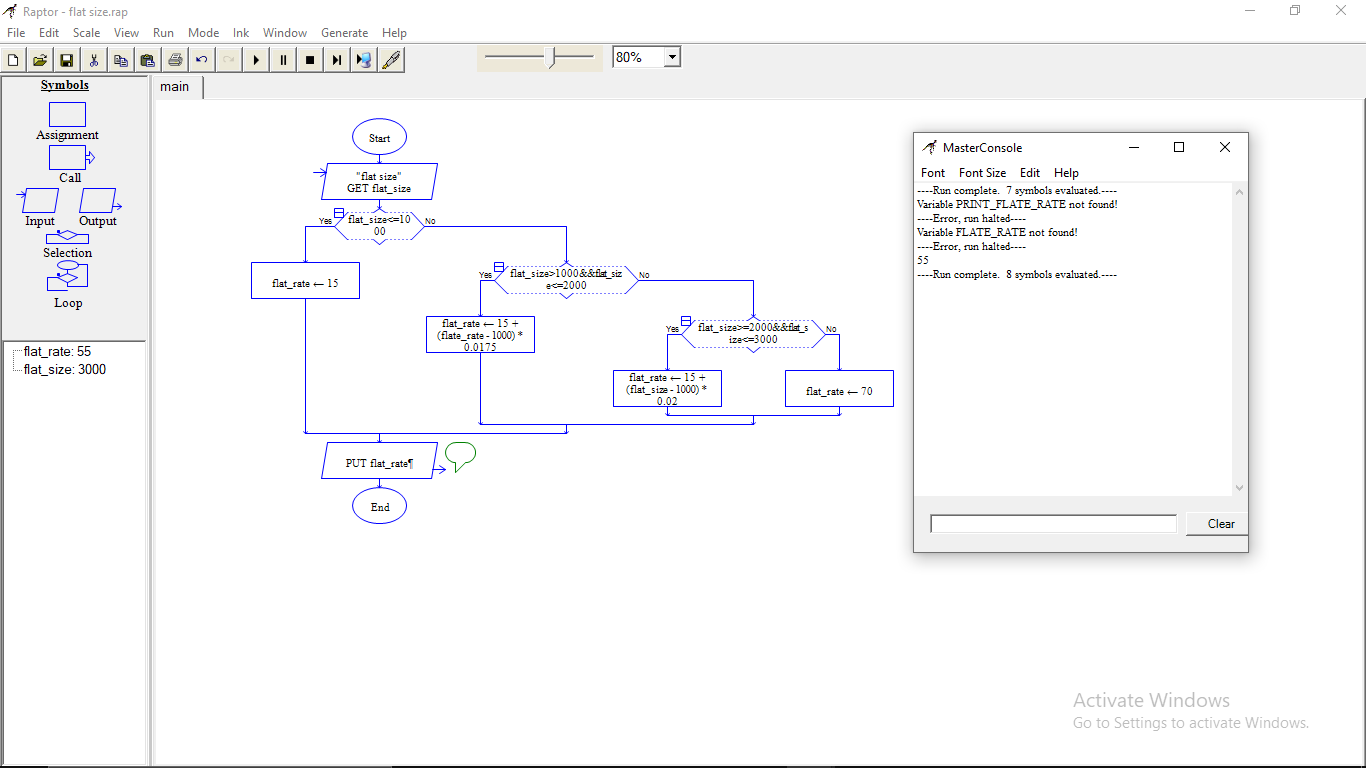 Raptor - flat size.rap
File Edit Scale View Run Mode Ink Window Generate Help
80%
Symbols
main
Assignment
Call
Input Output
Selection
Loop
flat_rate: 55
flat_size: 3000
Start
"flat size"
GET flat_size
Yes
flat_size<=10
00
No
flat_rate ← 15
Yes
flat_size>1000&&flat_siz
e<=2000
No
flat_rate ← 15 +
(flate_rate - 1000) *
0.0175
Yes
flat_size>=2000&&flat_s
ize<=3000
No
flat_rate ← 15 +
(flat_size - 1000) *
0.02
flat_rate ← 70
PUT flat_rate¶
End
MasterConsole
Font Font Size Edit Help
----Run complete. 7 symbols evaluated.----
Variable PRINT_FLATE_RATE not found!
----Error, run halted----
Variable FLATE_RATE not found!
----Error, run halted----
55
----Run complete. 8 symbols evaluated.----
Clear
Activate Windows
Go to Settings to activate Windows.